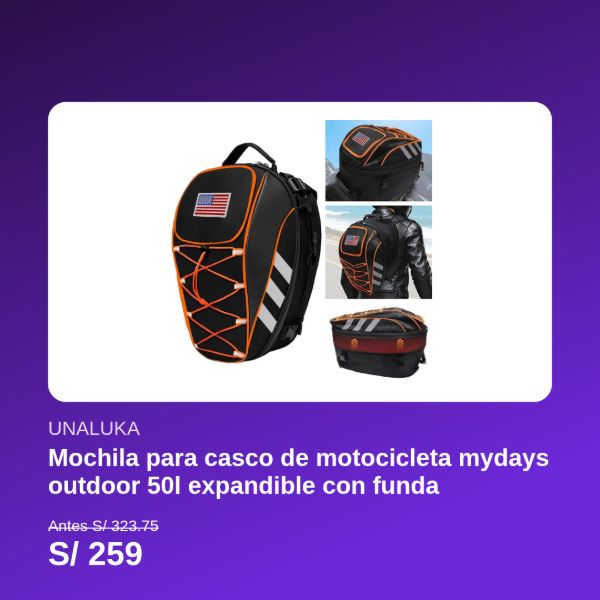 UNALUKA
Mochila para casco de motocicleta mydays
outdoor 50l expandible con funda
Antes S/ 323.75
S/ 259